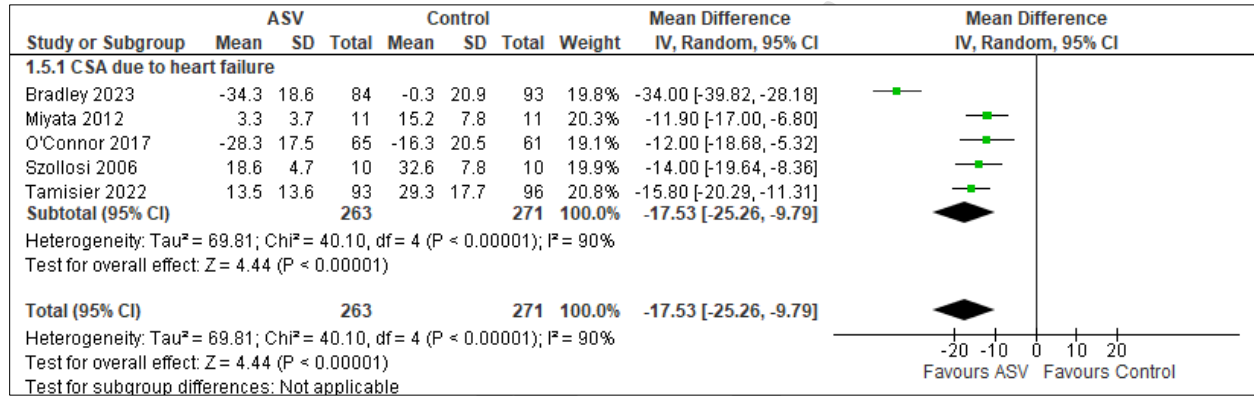 ASV Control Mean Difference Mean Difference
Study or Subgroup Mean SD Total Mean SD Total Weight IV, Random, 95% CI IV, Random, 95% CI
1.5.1 CSA due to heart failure
Bradley 2023 -34.3 18.6 84 -0.3 20.9 93 19.8% -34.00 [-39.82, -28.18]
Miyata 2012 3.3 3.7 11 15.2 7.8 11 20.3% -11.90 [-17.00, -6.80]
O'Connor 2017 -28.3 17.5 65 -16.3 20.5 61 19.1% -12.00 [-18.68, -5.32]
Szollosi 2006 18.6 4.7 10 32.6 7.8 10 19.9% -14.00 [-19.64, -8.36]
Tamisier 2022 13.5 13.6 93 29.3 17.7 96 20.8% -15.80 [-20.29, -11.31]
Subtotal (95% CI) 263 271 100.0% -17.53 [-25.26, -9.79]
Heterogeneity: Tau² = 69.81; Chi² = 40.10, df = 4 (P < 0.00001); I² = 90%
Test for overall effect: Z = 4.44 (P < 0.00001)
Total (95% CI) 263 271 100.0% -17.53 [-25.26, -9.79]
Heterogeneity: Tau² = 69.81; Chi² = 40.10, df = 4 (P < 0.00001); I² = 90%
Test for overall effect: Z = 4.44 (P < 0.00001)
Test for subgroup differences: Not applicable
-20 -10 0 10 20
Favours ASV Favours Control